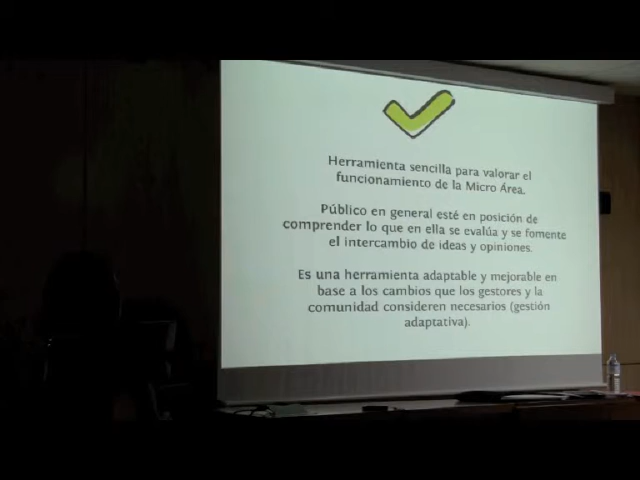 Herramienta sencilla para valorar el
funcionamiento de la Micro Área.
Público en general esté en posición de
comprender lo que en ella se evalúa y se fomente
el intercambio de ideas y opiniones.
Es una herramienta adaptable y mejorable en
base a los cambios que los gestores y la
comunidad consideren necesarios (gestión
adaptativa).